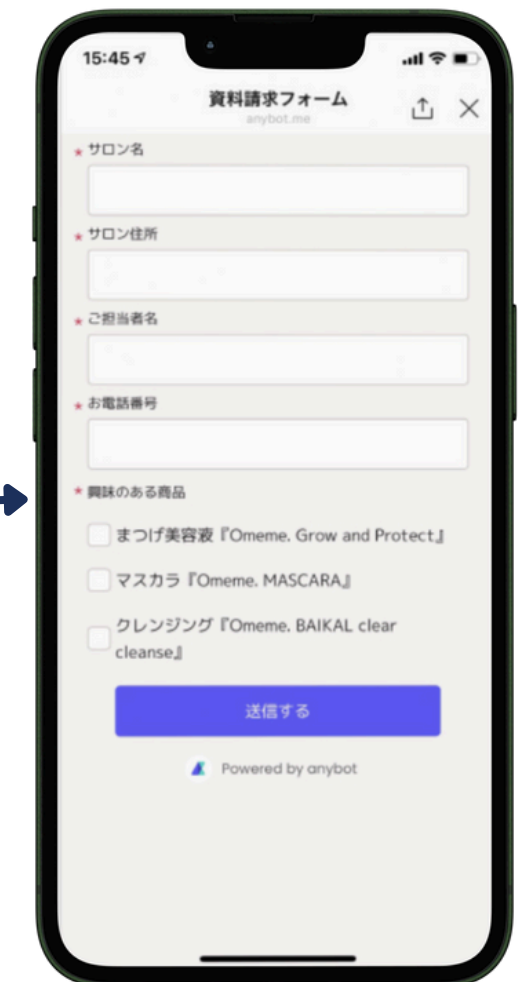 15:45
資料請求フォーム
anybot.me
* サロン名
* サロン住所
* ご担当者名
* お電話番号
* 興味のある商品
まつげ美容液『Omeme. Grow and Protect』
マスカラ『Omeme. MASCARA』
クレンジング『Omeme. BAIKAL clear
cleanse』
送信する
Powered by anybot